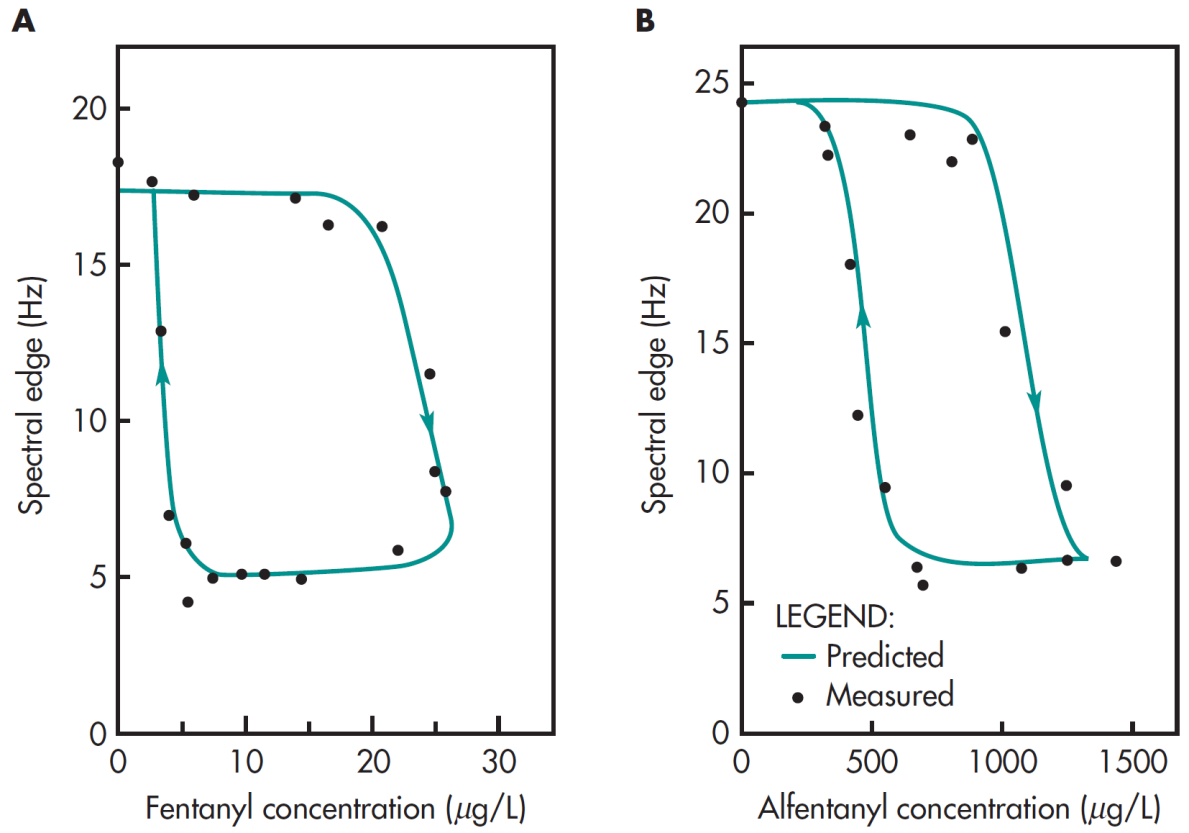 A
20
15
10
5
0
Spectral edge (Hz)
0 10 20 30
Fentanyl concentration (μg/L)
B
25
20
15
10
5
0
Spectral edge (Hz)
LEGEND:
Predicted
Measured
0 500 1000 1500
Alfentanyl concentration (μg/L)